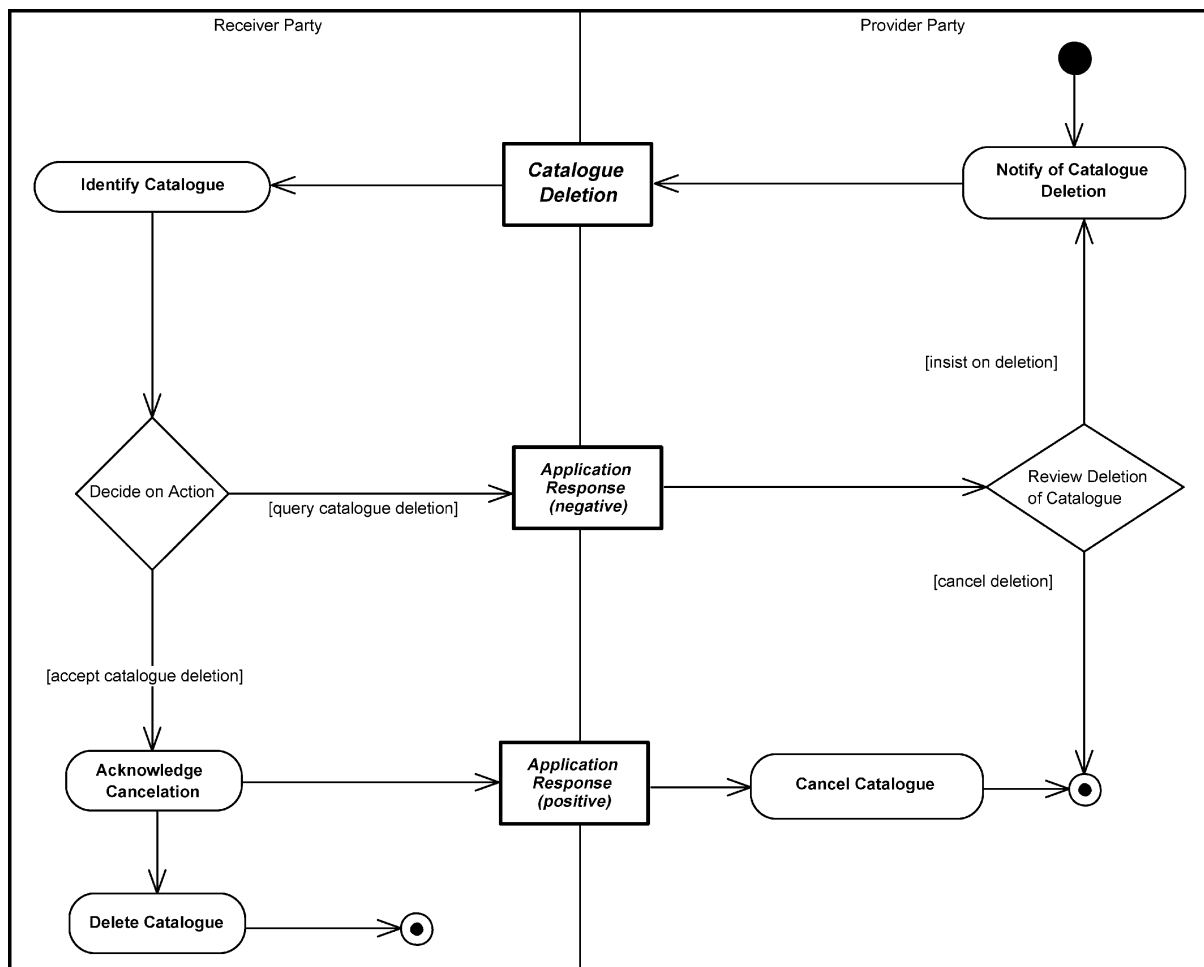 Receiver Party
Provider Party
Identify Catalogue
Catalogue
Deletion
Notify of Catalogue
Deletion
[insist on deletion]
Decide on Action
[query catalogue deletion]
Application
Response
(negative)
Review Deletion
of Catalogue
[cancel deletion]
[accept catalogue deletion]
Acknowledge
Cancelation
Application
Response
(positive)
Cancel Catalogue
Delete Catalogue